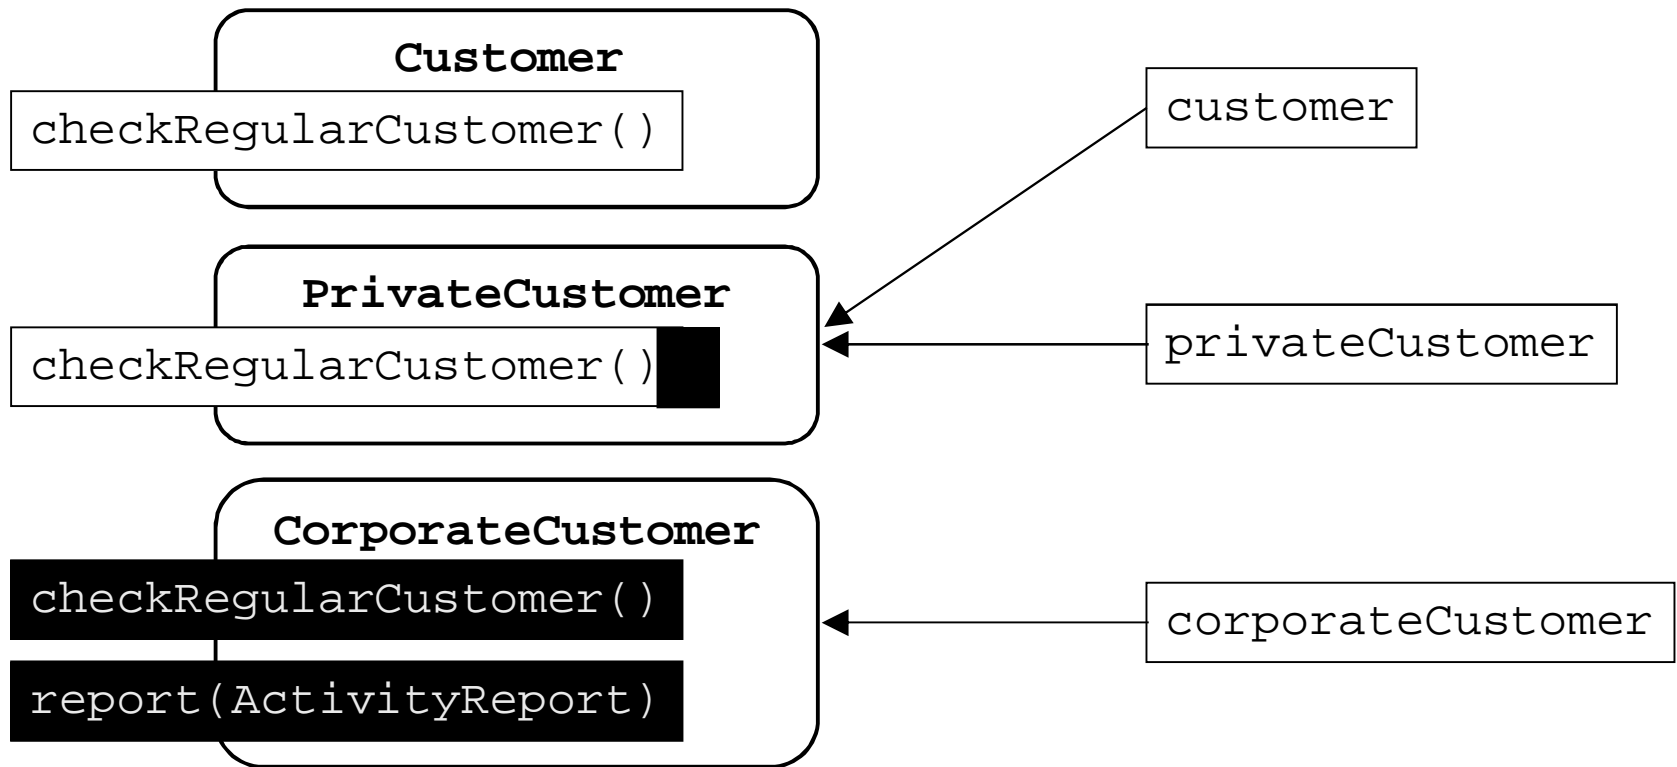 Customer
checkRegularCustomer()
customer
PrivateCustomer
checkRegularCustomer()
privateCustomer
CorporateCustomer
checkRegularCustomer()
report(ActivityReport)
corporateCustomer